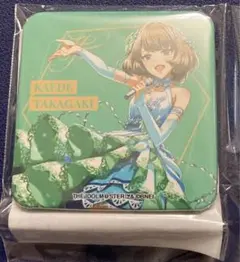 KAEDE
TAKAGAKI
THE IDOLM@STER